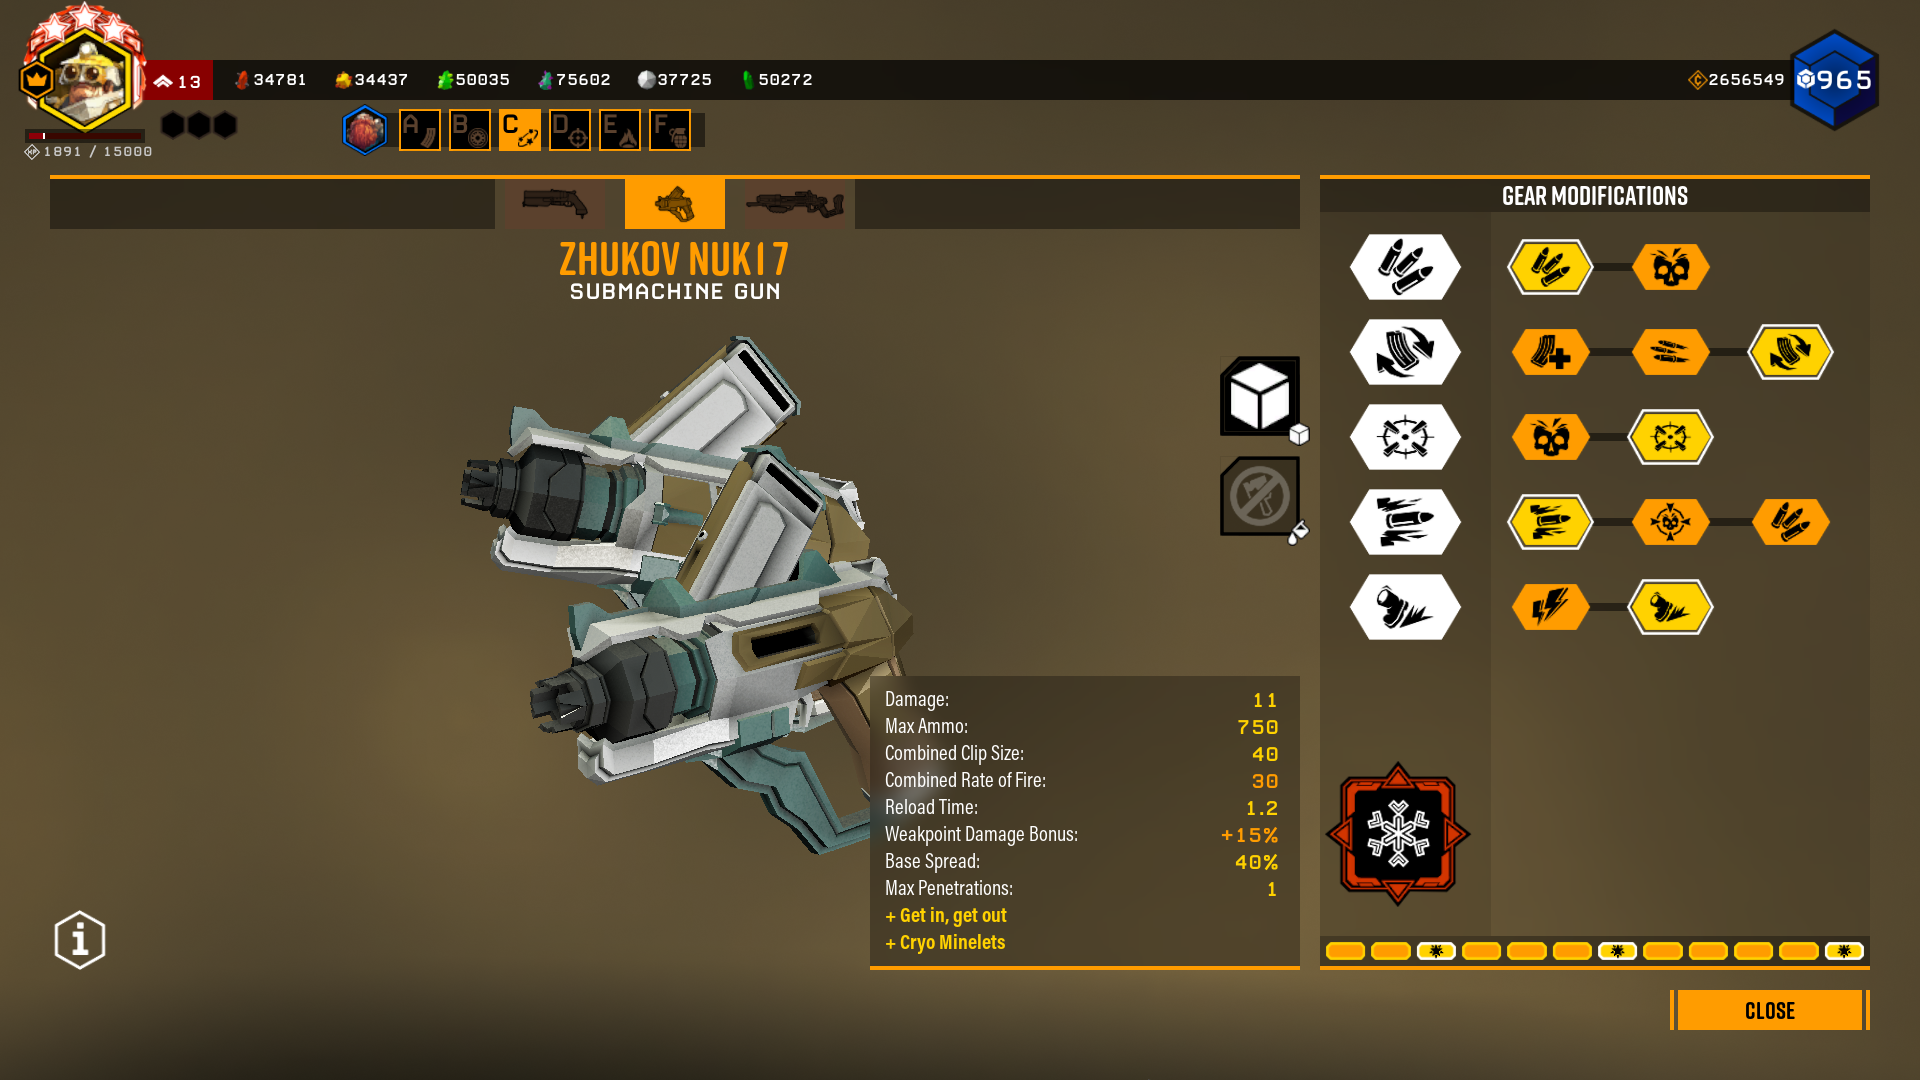 13
34781
34437
50035
75602
37725
50272
2656549
965
1891 / 15000
A
B
C
D
E
F
GEAR MODIFICATIONS
ZHUKOV NUK17
SUBMACHINE GUN
Damage: 11
Max Ammo: 750
Combined Clip Size: 40
Combined Rate of Fire: 30
Reload Time: 1.2
Weakpoint Damage Bonus: +15%
Base Spread: 40%
Max Penetrations: 1
+ Get in, get out
+ Cryo Minelets
CLOSE